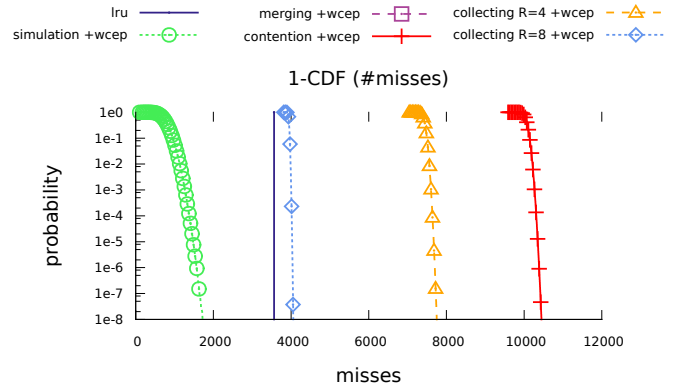 lru
simulation +wcep
merging +wcep
contention +wcep
collecting R=4 +wcep
collecting R=8 +wcep
1-CDF (#misses)
probability
1e0
1e-1
1e-2
1e-3
1e-4
1e-5
1e-6
1e-7
1e-8
0 2000 4000 6000 8000 10000 12000
misses